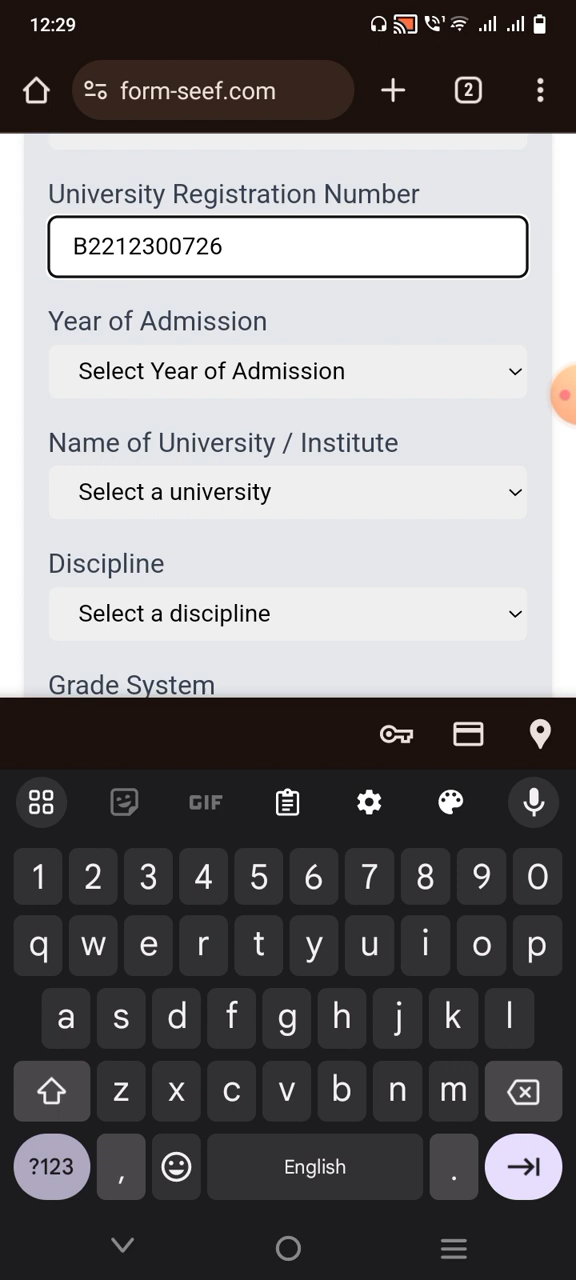 12:29
form-seef.com
2
University Registration Number
B2212300726
Year of Admission
Select Year of Admission
Name of University / Institute
Select a university
Discipline
Select a discipline
Grade System
GIF
1 2 3 4 5 6 7 8 9 0
q w e r t y u i o p
a s d f g h j k l
z x c v b n m
?123 , English .